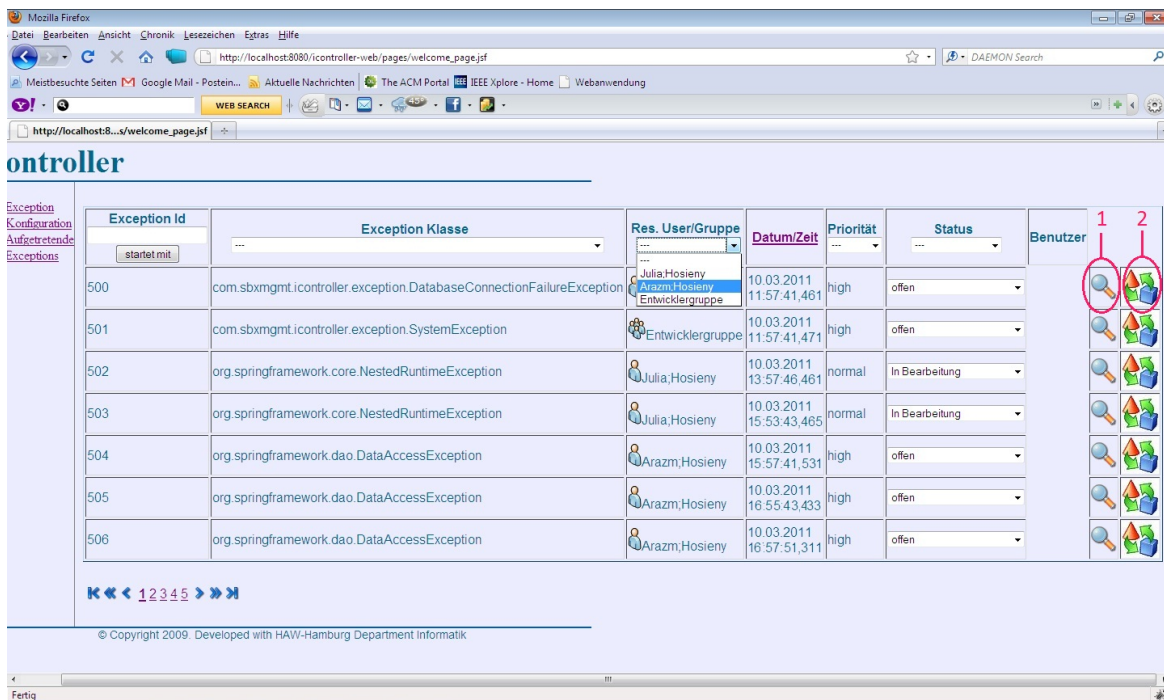 Mozilla Firefox
Datei Bearbeiten Ansicht Chronik Lesezeichen Extras Hilfe
http://localhost:8080/icontroller-web/pages/welcome_page.jsf
DAEMON Search
Meistbesuchte Seiten Google Mail - Postein... Aktuelle Nachrichten The ACM Portal IEEE IEEE Xplore - Home Webanwendung
WEB SEARCH 45°
http://localhost:8...s/welcome_page.jsf
ontroller
Exception
Konfiguration
Aufgetretende
Exceptions
Exception Id
startet mit
Exception Klasse
---
Res. User/Gruppe
---
---
Julia;Hosieny
Arazm;Hosieny
Entwicklergruppe
Datum/Zeit
Priorität
---
Status
---
Benutzer
1 2
500 com.sbxmgmt.icontroller.exception.DatabaseConnectionFailureException 10.03.2011 11:57:41,461 high offen
501 com.sbxmgmt.icontroller.exception.SystemException Entwicklergruppe 10.03.2011 11:57:41,471 high offen
502 org.springframework.core.NestedRuntimeException Julia;Hosieny 10.03.2011 13:57:46,461 normal In Bearbeitung
503 org.springframework.core.NestedRuntimeException Julia;Hosieny 10.03.2011 15:53:43,465 normal In Bearbeitung
504 org.springframework.dao.DataAccessException Arazm;Hosieny 10.03.2011 15:57:41,531 high offen
505 org.springframework.dao.DataAccessException Arazm;Hosieny 10.03.2011 16:55:43,433 high offen
506 org.springframework.dao.DataAccessException Arazm;Hosieny 10.03.2011 16:57:51,311 high offen
1 2 3 4 5
© Copyright 2009. Developed with HAW-Hamburg Department Informatik
Fertig